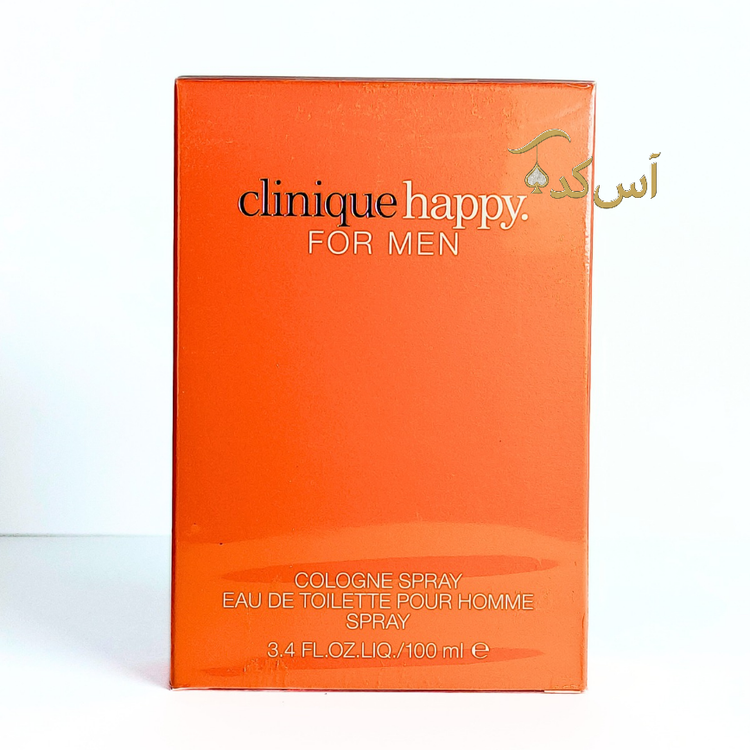 آس‌کده
clinique happy.
FOR MEN
COLOGNE SPRAY
EAU DE TOILETTE POUR HOMME
SPRAY
3.4 FL.OZ.LIQ./100 ml ℮